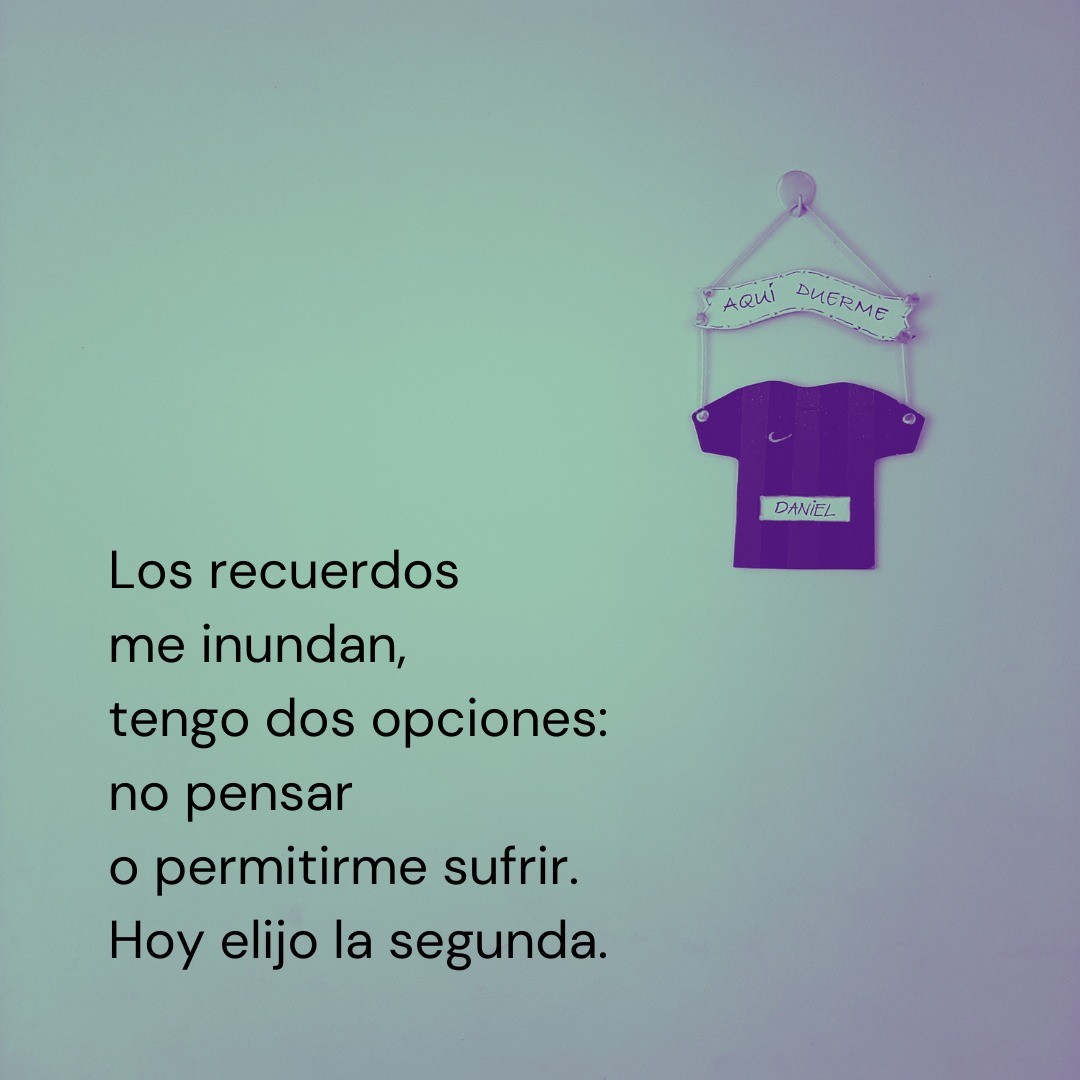 AQUÍ DUERME
DANIEL
Los recuerdos
me inundan,
tengo dos opciones:
no pensar
o permitirme sufrir.
Hoy elijo la segunda.